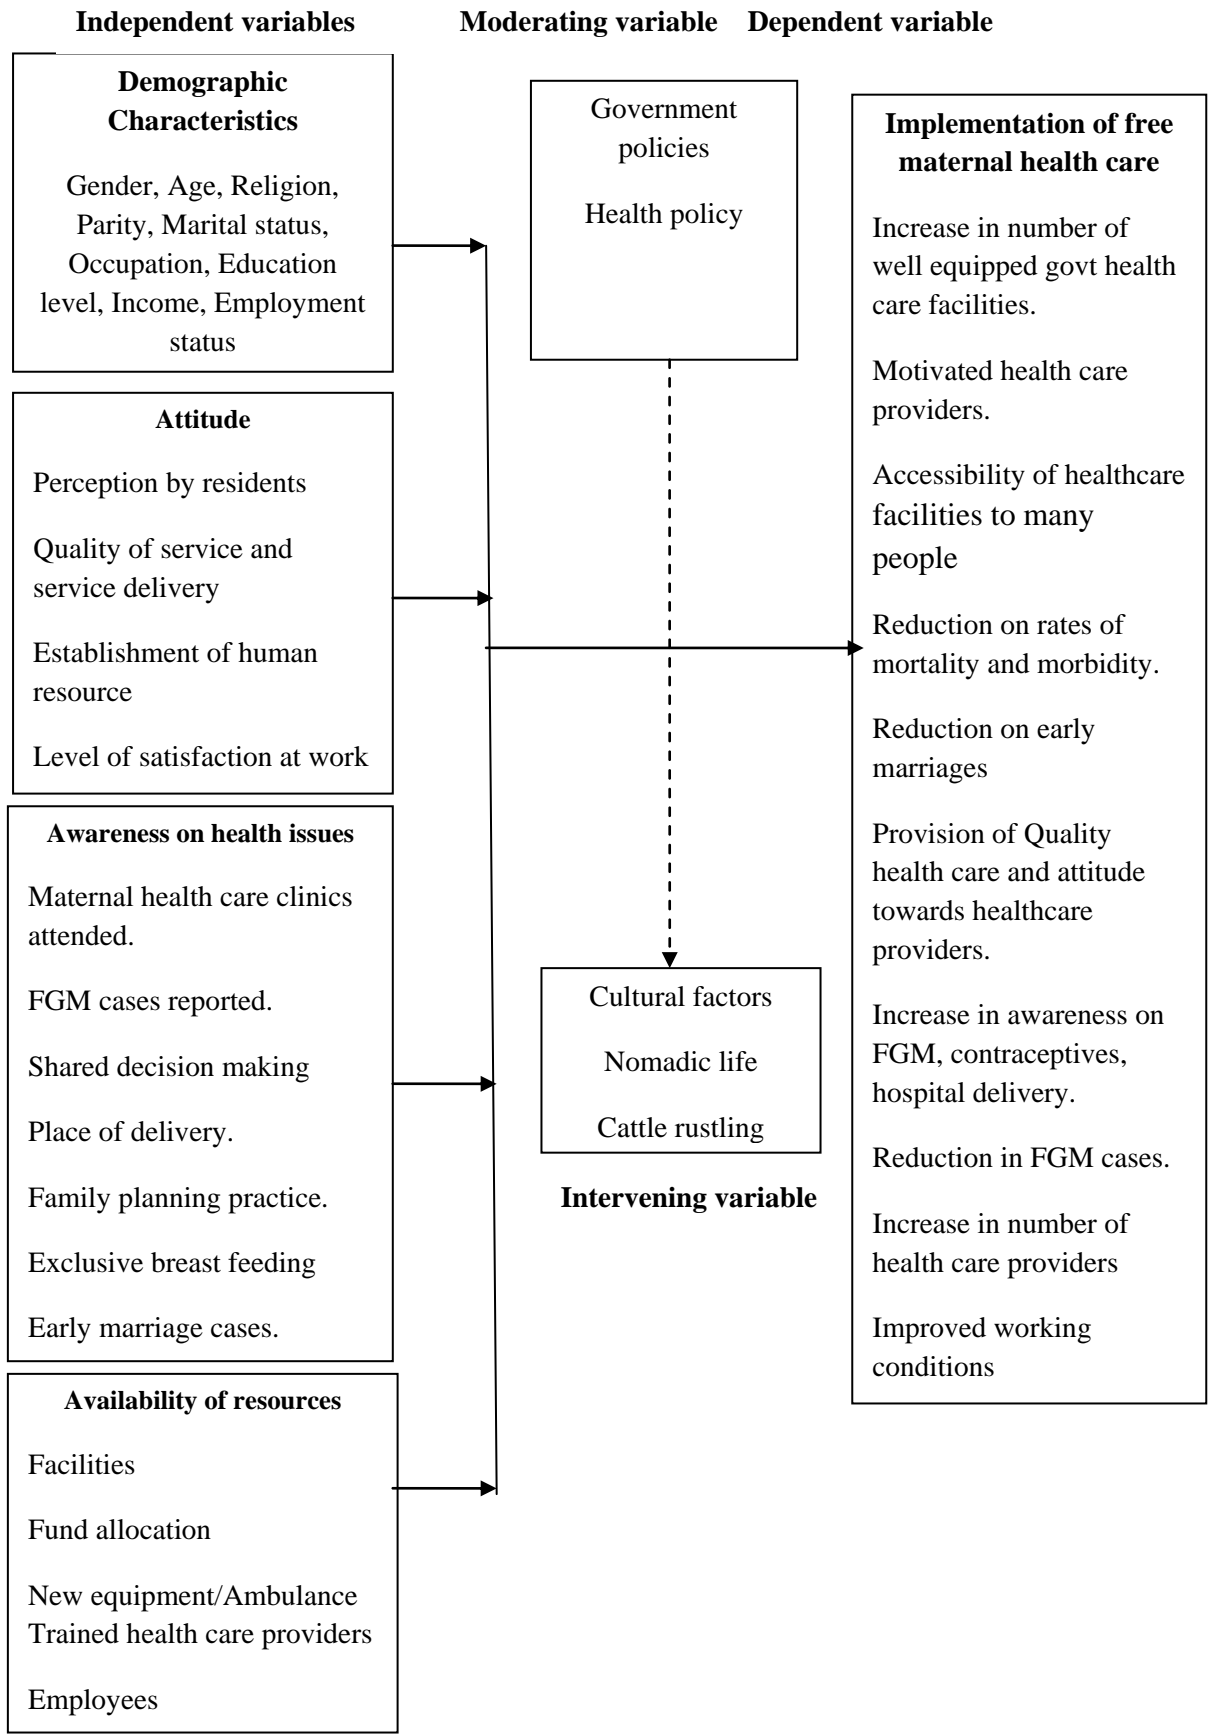 Independent variables
Moderating variable
Dependent variable
Demographic
Characteristics
Gender, Age, Religion,
Parity, Marital status,
Occupation, Education
level, Income, Employment
status
Attitude
Perception by residents
Quality of service and
service delivery
Establishment of human
resource
Level of satisfaction at work
Awareness on health issues
Maternal health care clinics
attended.
FGM cases reported.
Shared decision making
Place of delivery.
Family planning practice.
Exclusive breast feeding
Early marriage cases.
Availability of resources
Facilities
Fund allocation
New equipment/Ambulance
Trained health care providers
Employees
Government
policies
Health policy
Cultural factors
Nomadic life
Cattle rustling
Intervening variable
Implementation of free
maternal health care
Increase in number of
well equipped govt health
care facilities.
Motivated health care
providers.
Accessibility of healthcare
facilities to many
people
Reduction on rates of
mortality and morbidity.
Reduction on early
marriages
Provision of Quality
health care and attitude
towards healthcare
providers.
Increase in awareness on
FGM, contraceptives,
hospital delivery.
Reduction in FGM cases.
Increase in number of
health care providers
Improved working
conditions